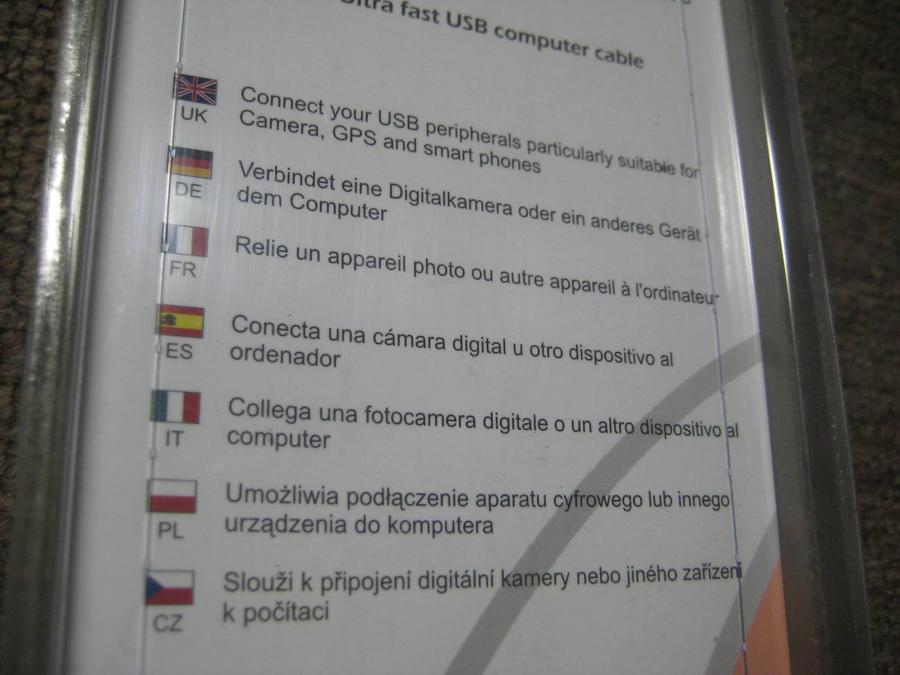 Ultra fast USB computer cable
UK
Connect your USB peripherals particularly suitable for
Camera, GPS and smart phones
DE
Verbindet eine Digitalkamera oder ein anderes Gerät
dem Computer
FR
Relie un appareil photo ou autre appareil à l'ordinateur
ES
Conecta una cámara digital u otro dispositivo al
ordenador
IT
Collega una fotocamera digitale o un altro dispositivo al
computer
PL
Umożliwia podłączenie aparatu cyfrowego lub innego
urządzenia do komputera
CZ
Slouží k připojení digitální kamery nebo jiného zařízení
k počítaci